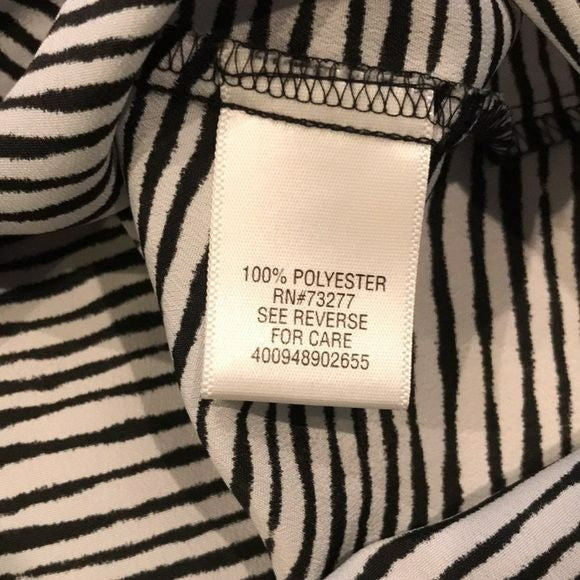 100% POLYESTER
RN#73277
SEE REVERSE
FOR CARE
400948902655